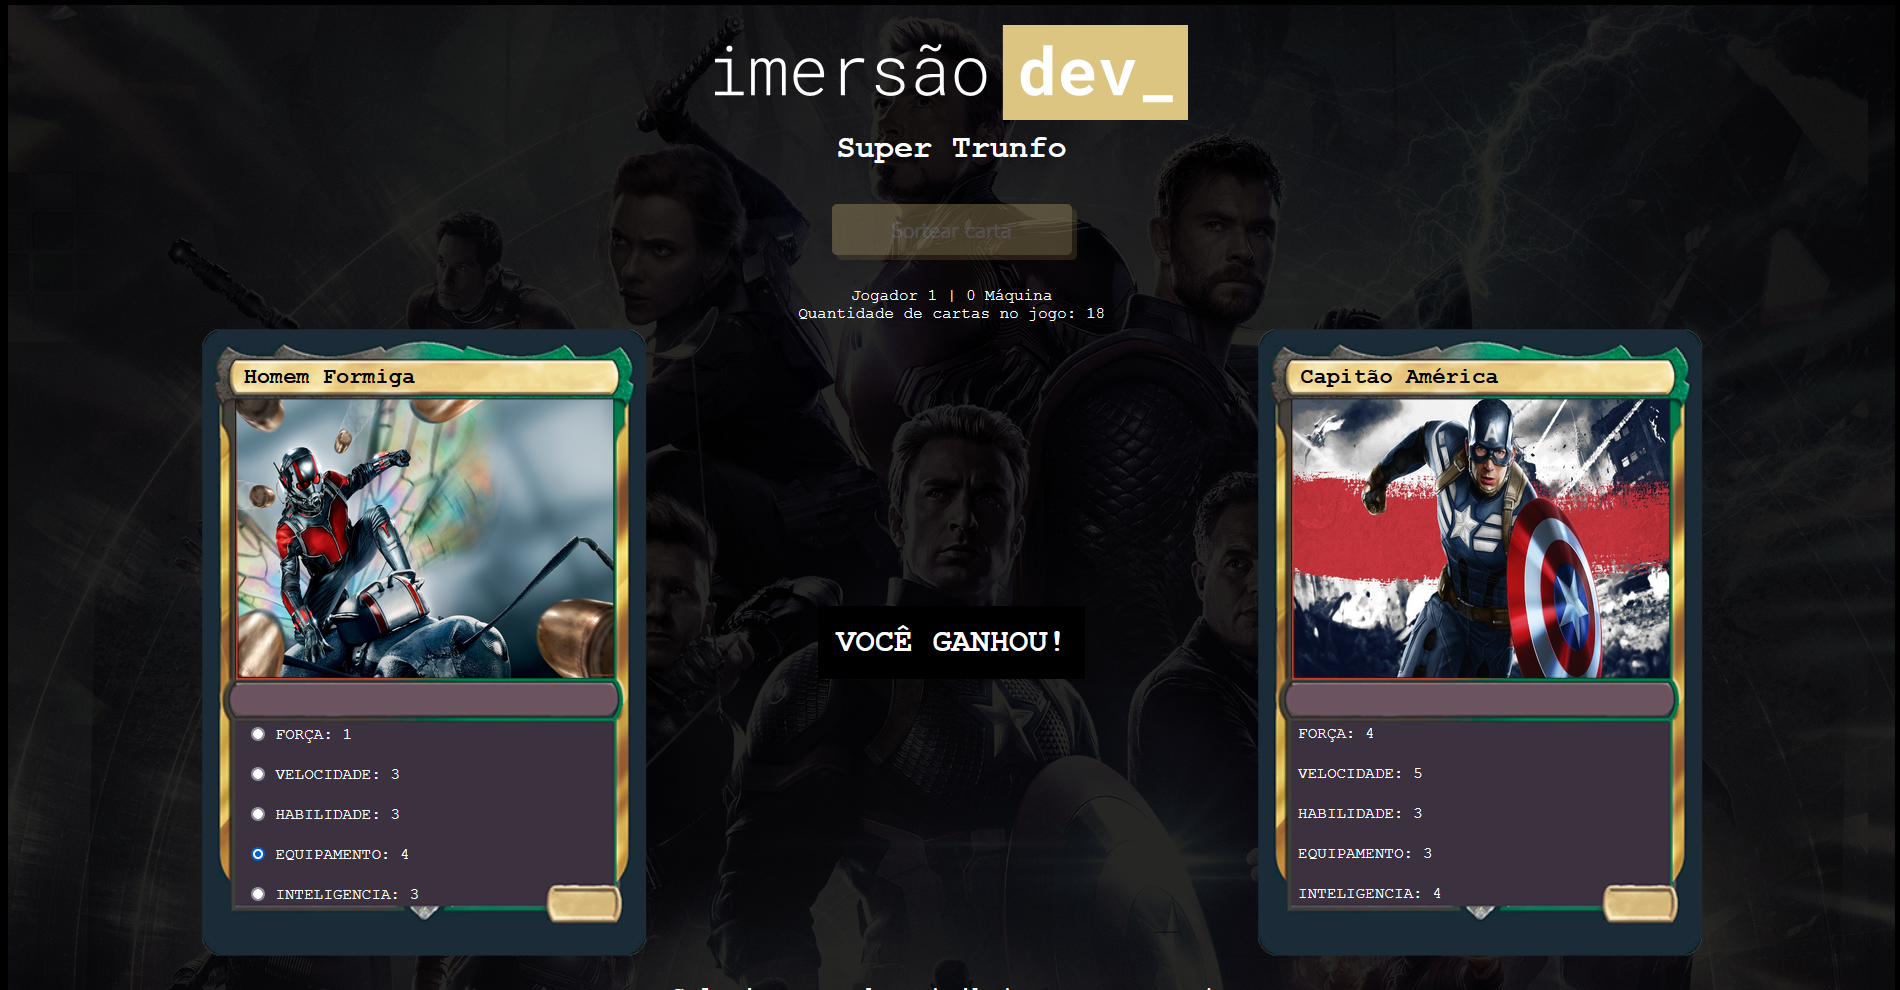 imersão dev_
Super Trunfo
Sortear carta
Jogador 1 | 0 Máquina
Quantidade de cartas no jogo: 18
Homem Formiga
FORÇA: 1
VELOCIDADE: 3
HABILIDADE: 3
EQUIPAMENTO: 4
INTELIGENCIA: 3
VOCÊ GANHOU!
Capitão América
A
FORÇA: 4
VELOCIDADE: 5
HABILIDADE: 3
EQUIPAMENTO: 3
INTELIGENCIA: 4